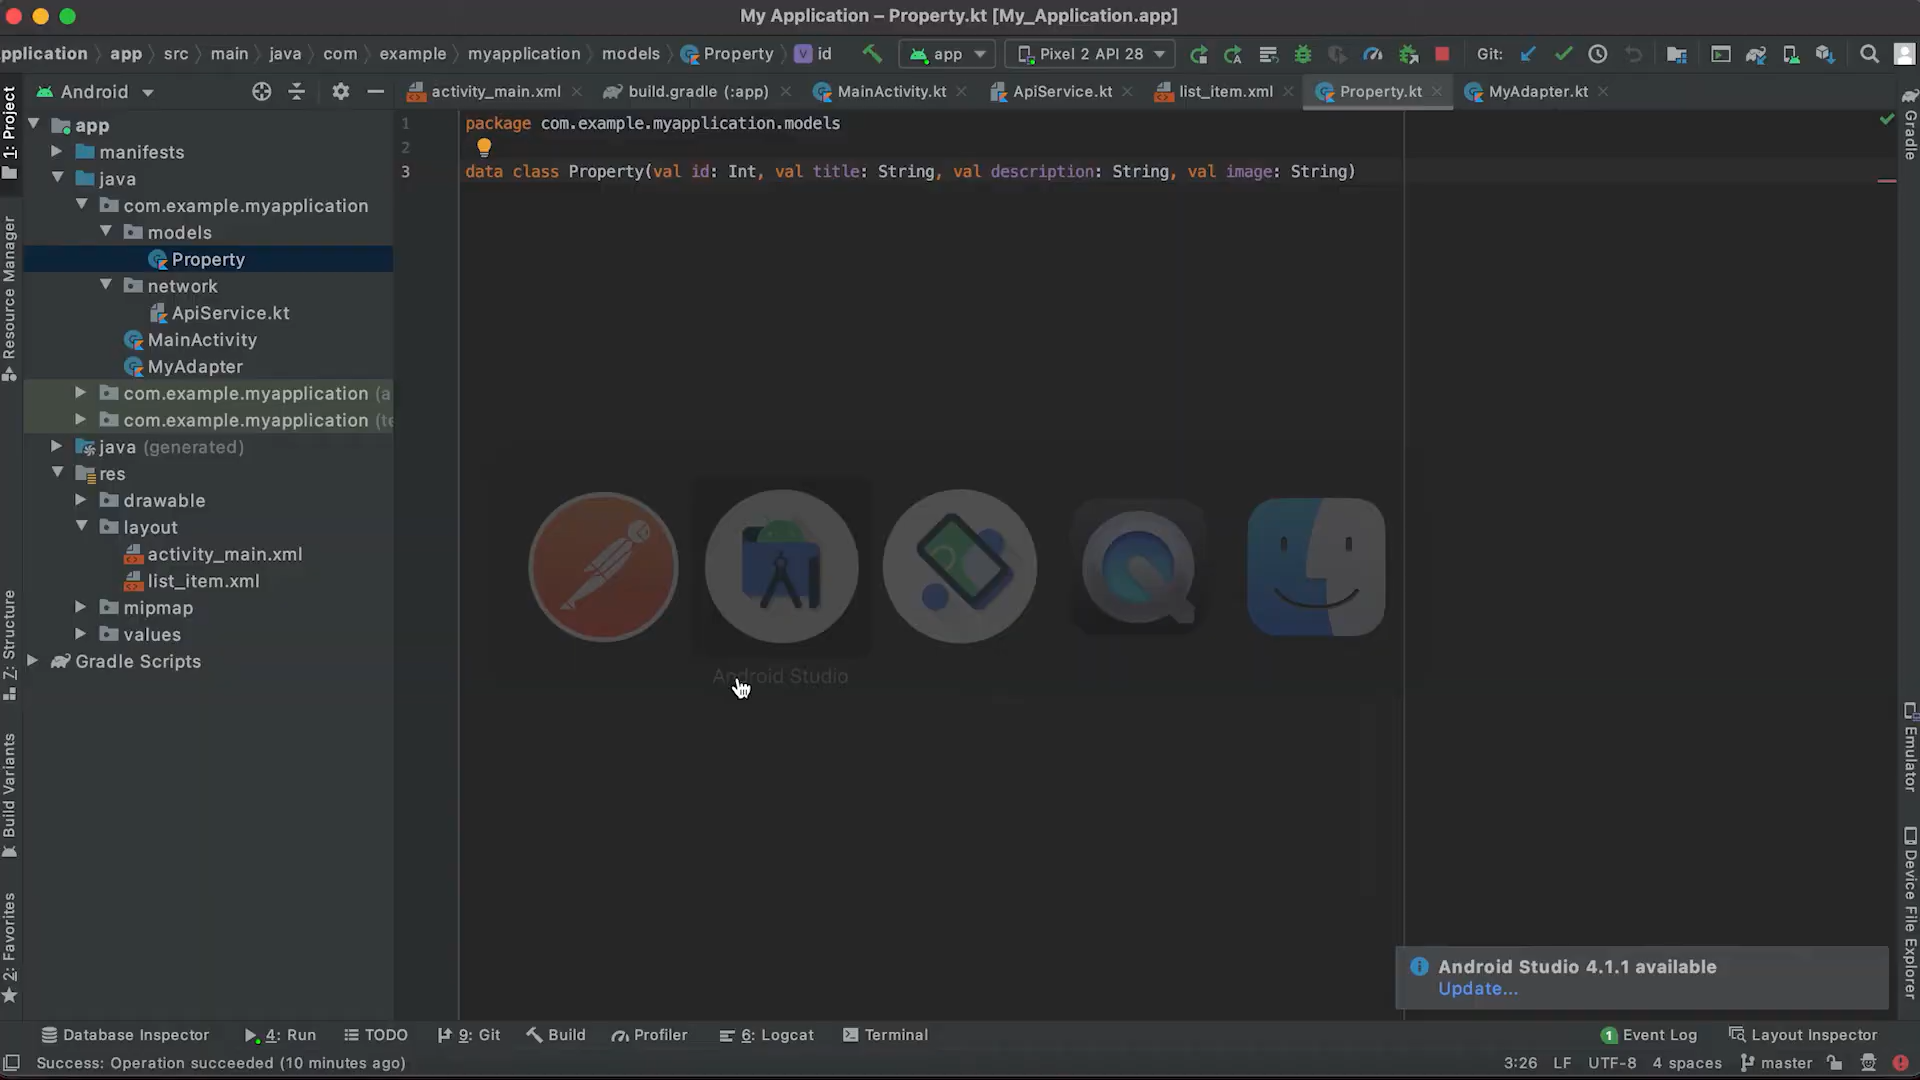 My Application – Property.kt [My_Application.app]
pplication app src main java com example myapplication models Property id app Pixel 2 API 28 Git:
1: Project
Resource Manager
Z: Structure
Build Variants
2: Favorites
Android
app
manifests
java
com.example.myapplication
models
Property
network
ApiService.kt
MainActivity
MyAdapter
com.example.myapplication (a
com.example.myapplication (te
java (generated)
res
drawable
layout
activity_main.xml
list_item.xml
mipmap
values
Gradle Scripts
activity_main.xml build.gradle (:app) MainActivity.kt ApiService.kt list_item.xml Property.kt MyAdapter.kt
1 package com.example.myapplication.models
2
3 data class Property(val id: Int, val title: String, val description: String, val image: String)
Android Studio
Gradle
Emulator
Device File Explorer
Android Studio 4.1.1 available
Update...
Database Inspector 4: Run TODO 9: Git Build Profiler 6: Logcat Terminal 1 Event Log Layout Inspector
Success: Operation succeeded (10 minutes ago) 3:26 LF UTF-8 4 spaces master